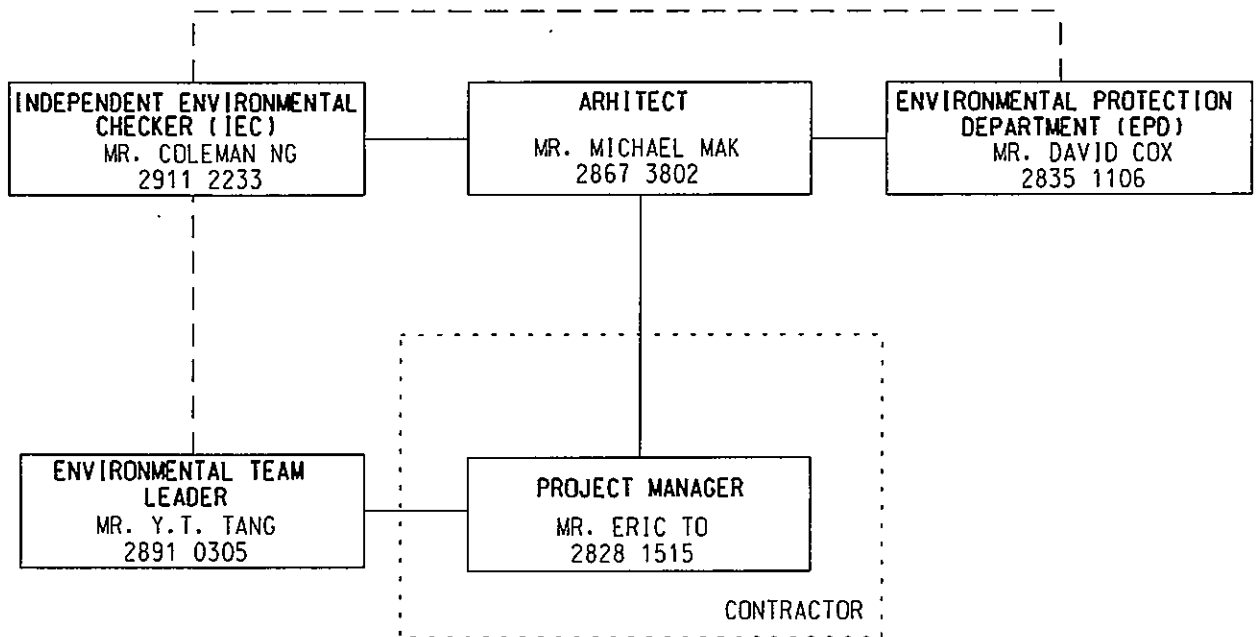 INDEPENDENT ENVIRONMENTAL
CHECKER (IEC)
MR. COLEMAN NG
2911 2233
ARHITECT
MR. MICHAEL MAK
2867 3802
ENVIRONMENTAL PROTECTION
DEPARTMENT (EPD)
MR. DAVID COX
2835 1106
ENVIRONMENTAL TEAM
LEADER
MR. Y.T. TANG
2891 0305
PROJECT MANAGER
MR. ERIC TO
2828 1515
CONTRACTOR